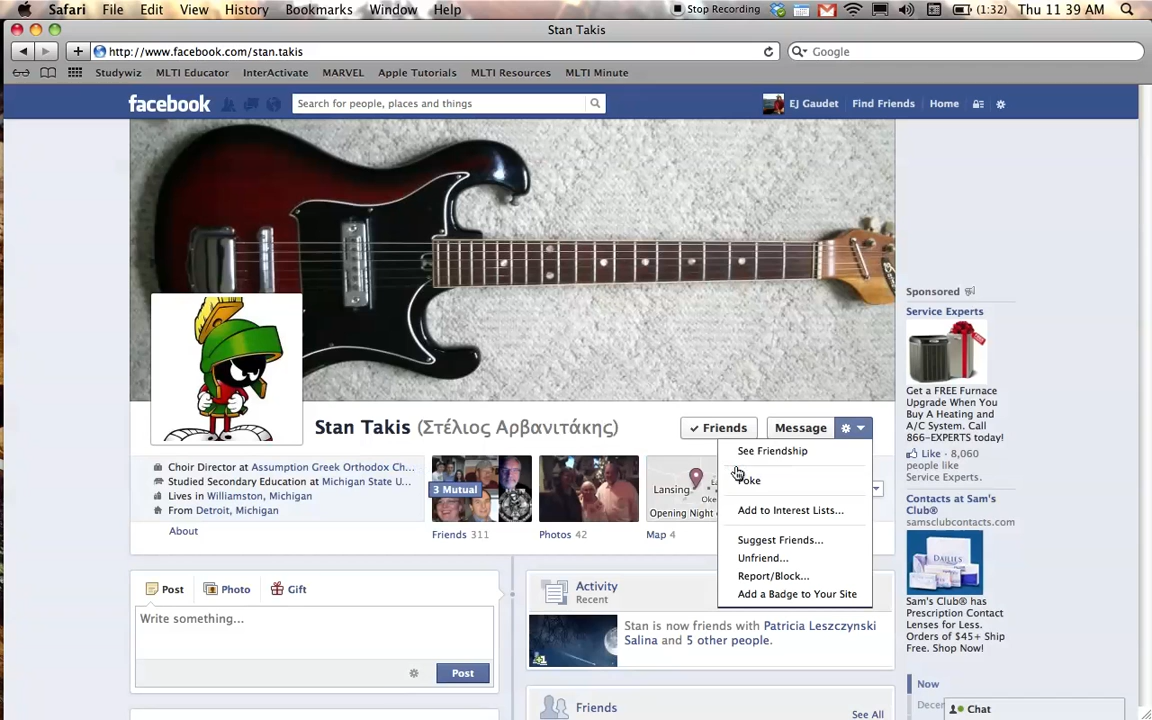 Safari File Edit View History Bookmarks Window Help Stop Recording (1:32) Thu 11 39 AM
Stan Takis
http://www.facebook.com/stan.takis Google
Studywiz MLTI Educator InterActivate MARVEL Apple Tutorials MLTI Resources MLTI Minute
facebook Search for people, places and things EJ Gaudet Find Friends Home
Stan Takis (Στέλιος Αρβανιτάκης) Friends Message
See Friendship
Poke
Add to Interest Lists...
Suggest Friends...
Unfriend...
Report/Block...
Add a Badge to Your Site
Choir Director at Assumption Greek Orthodox Ch...
Studied Secondary Education at Michigan State U...
Lives in Williamston, Michigan
From Detroit, Michigan
About
3 Mutual
Friends 311
Photos 42
Lansing
Opening Night
Map 4
Post Photo Gift
Write something...
Post
Activity
Recent
Stan is now friends with Patricia Leszczynski
Salina and 5 other people.
Friends See All
Sponsored
Service Experts
Get a FREE Furnace
Upgrade When You
Buy A Heating and
A/C System. Call
866-EXPERTS today!
Like · 8,060
people like
Service Experts.
Contacts at Sam's
Club®
samsclubcontacts.com
DAILIES
Sam's Club® has
Prescription Contact
Lenses for Less.
Orders of $45+ Ship
Free. Shop Now!
Now
Chat